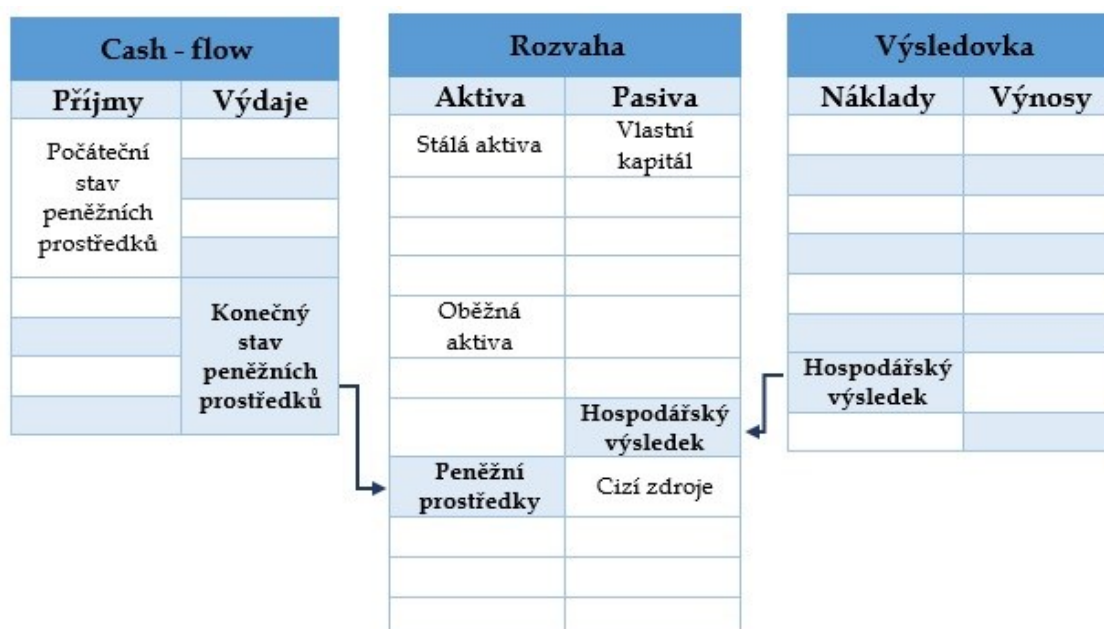 Cash - flow
Příjmy
Výdaje
Počáteční
stav
peněžních
prostředků
Konečný
stav
peněžních
prostředků
Rozvaha
Aktiva
Pasiva
Stálá aktiva
Vlastní
kapitál
Oběžná
aktiva
Hospodářský
výsledek
Peněžní
prostředky
Cizí zdroje
Výsledovka
Náklady
Výnosy
Hospodářský
výsledek